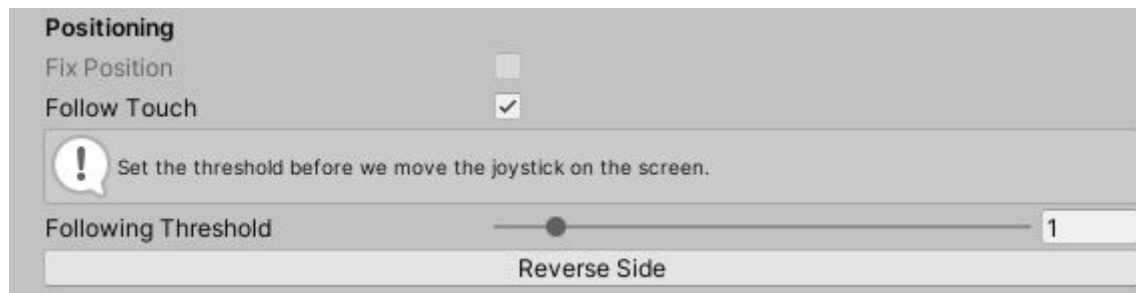 Positioning
Fix Position
Follow Touch
Set the threshold before we move the joystick on the screen.
Following Threshold 1
Reverse Side